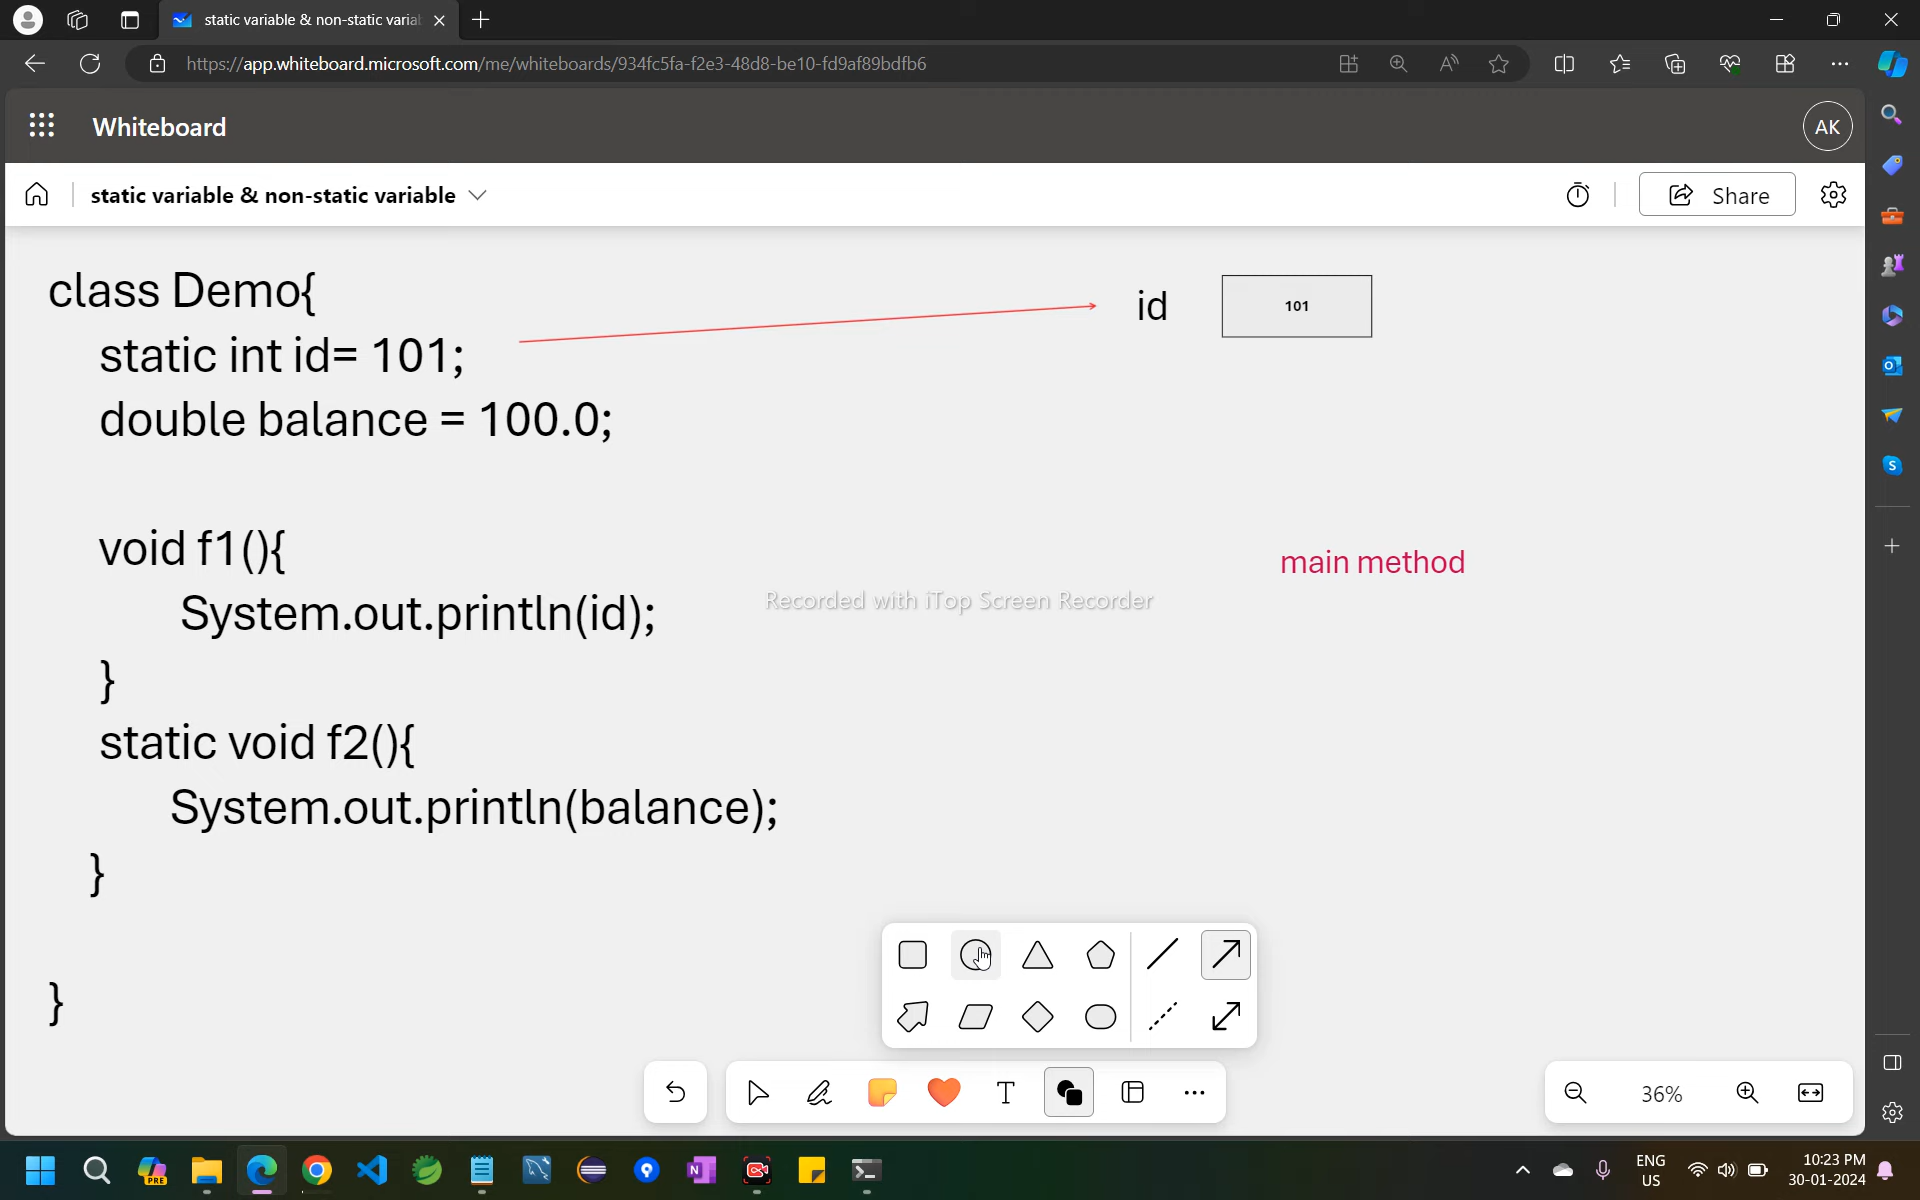 static variable & non-static varia
https://app.whiteboard.microsoft.com/me/whiteboards/934fc5fa-f2e3-48d8-be10-fd9af89bdfb6
Whiteboard
AK
static variable & non-static variable
Share
class Demo{
id
101
static int id= 101;
double balance = 100.0;
void f1(){
main method
Recorded with iTop Screen Recorder
System.out.println(id);
}
static void f2(){
System.out.println(balance);
}
}
T
36%
PRE
N
ENG
US
10:23 PM
30-01-2024